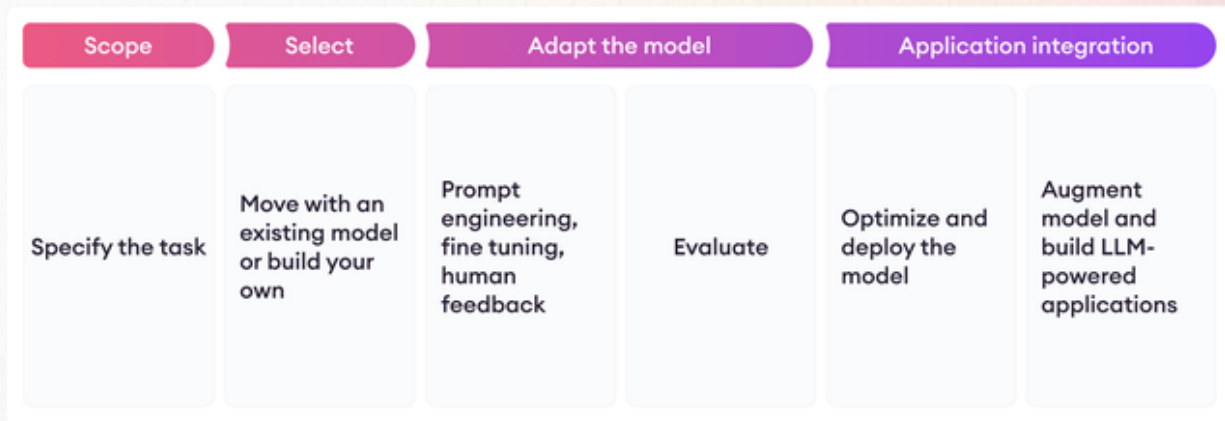 Scope
Select
Adapt the model
Application integration
Specify the task
Move with an
existing model
or build your
own
Prompt
engineering,
fine tuning,
human
feedback
Evaluate
Optimize and
deploy the
model
Augment
model and
build LLM-
powered
applications